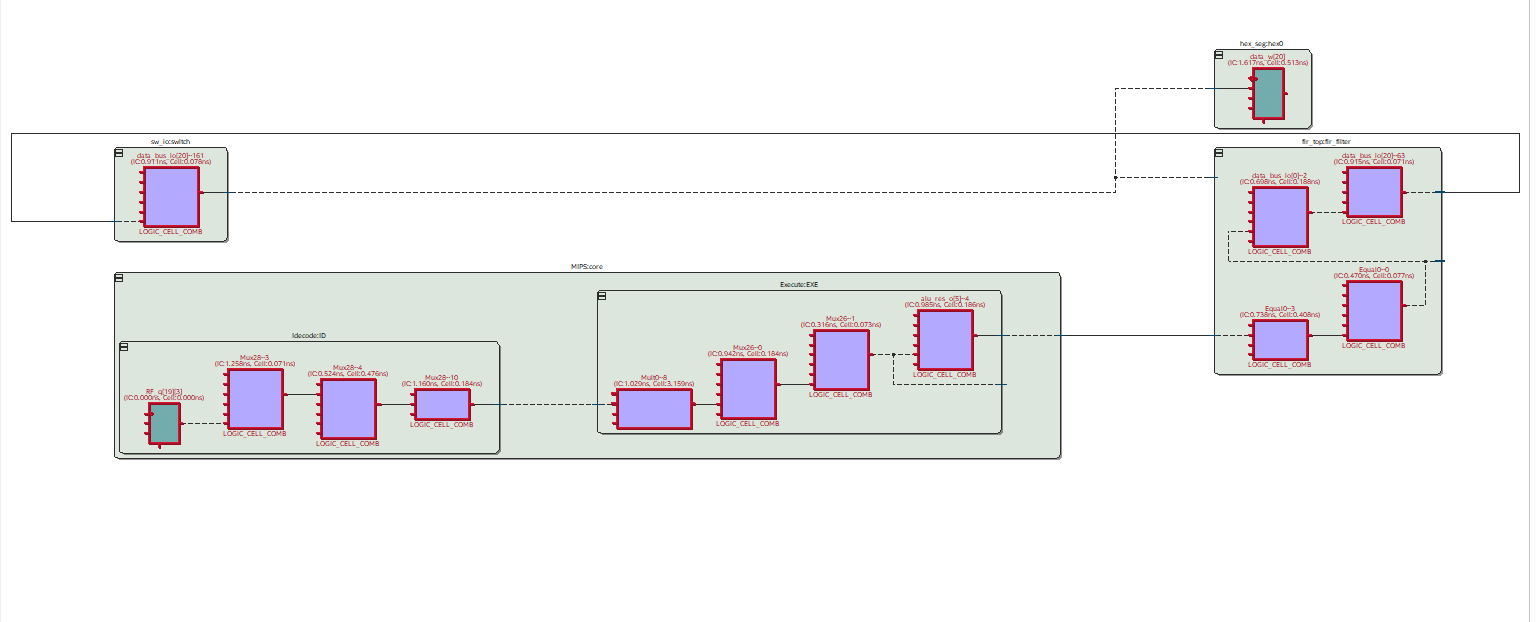 hex_seg:hex0
data_w[20]
(IC:1.617ns, Cell:0.513ns)
sw_io:switch
data_bus_io[20]~161
(IC:0.911ns, Cell:0.078ns)
LOGIC_CELL_COMB
fir_top:fir_filter
data_bus_io[20]~63
(IC:0.915ns, Cell:0.071ns)
LOGIC_CELL_COMB
data_bus_io[0]~2
(IC:0.698ns, Cell:0.188ns)
LOGIC_CELL_COMB
Equal0~0
(IC:0.470ns, Cell:0.077ns)
LOGIC_CELL_COMB
Equal0~3
(IC:0.738ns, Cell:0.408ns)
LOGIC_CELL_COMB
MIPS:core
Execute:EXE
alu_res_o[5]~4
(IC:0.985ns, Cell:0.186ns)
LOGIC_CELL_COMB
Mux26~1
(IC:0.316ns, Cell:0.073ns)
LOGIC_CELL_COMB
Mux26~0
(IC:0.942ns, Cell:0.184ns)
LOGIC_CELL_COMB
Mult0~8
(IC:1.029ns, Cell:3.159ns)
Idecode:ID
Mux28~3
(IC:1.258ns, Cell:0.071ns)
LOGIC_CELL_COMB
Mux28~4
(IC:0.524ns, Cell:0.476ns)
LOGIC_CELL_COMB
Mux28~10
(IC:1.160ns, Cell:0.184ns)
LOGIC_CELL_COMB
RF_q[19][3]
(IC:0.000ns, Cell:0.000ns)